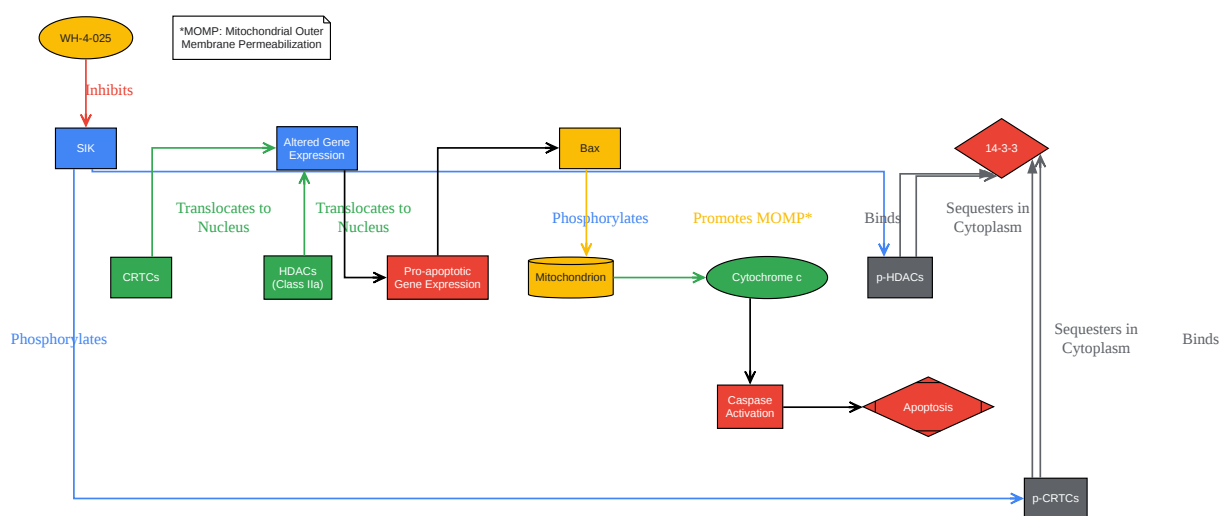 WH-4-025
*MOMP: Mitochondrial Outer
Membrane Permeabilization
Inhibits
SIK
Altered Gene
Expression
Bax
14-3-3
Translocates to
Nucleus
Translocates to
Nucleus
Phosphorylates
Promotes MOMP*
Binds
Sequesters in
Cytoplasm
CRTCs
HDACs
(Class IIa)
Pro-apoptotic
Gene Expression
Mitochondrion
Cytochrome c
p-HDACs
Phosphorylates
Sequesters in
Cytoplasm
Binds
Caspase
Activation
Apoptosis
p-CRTCs